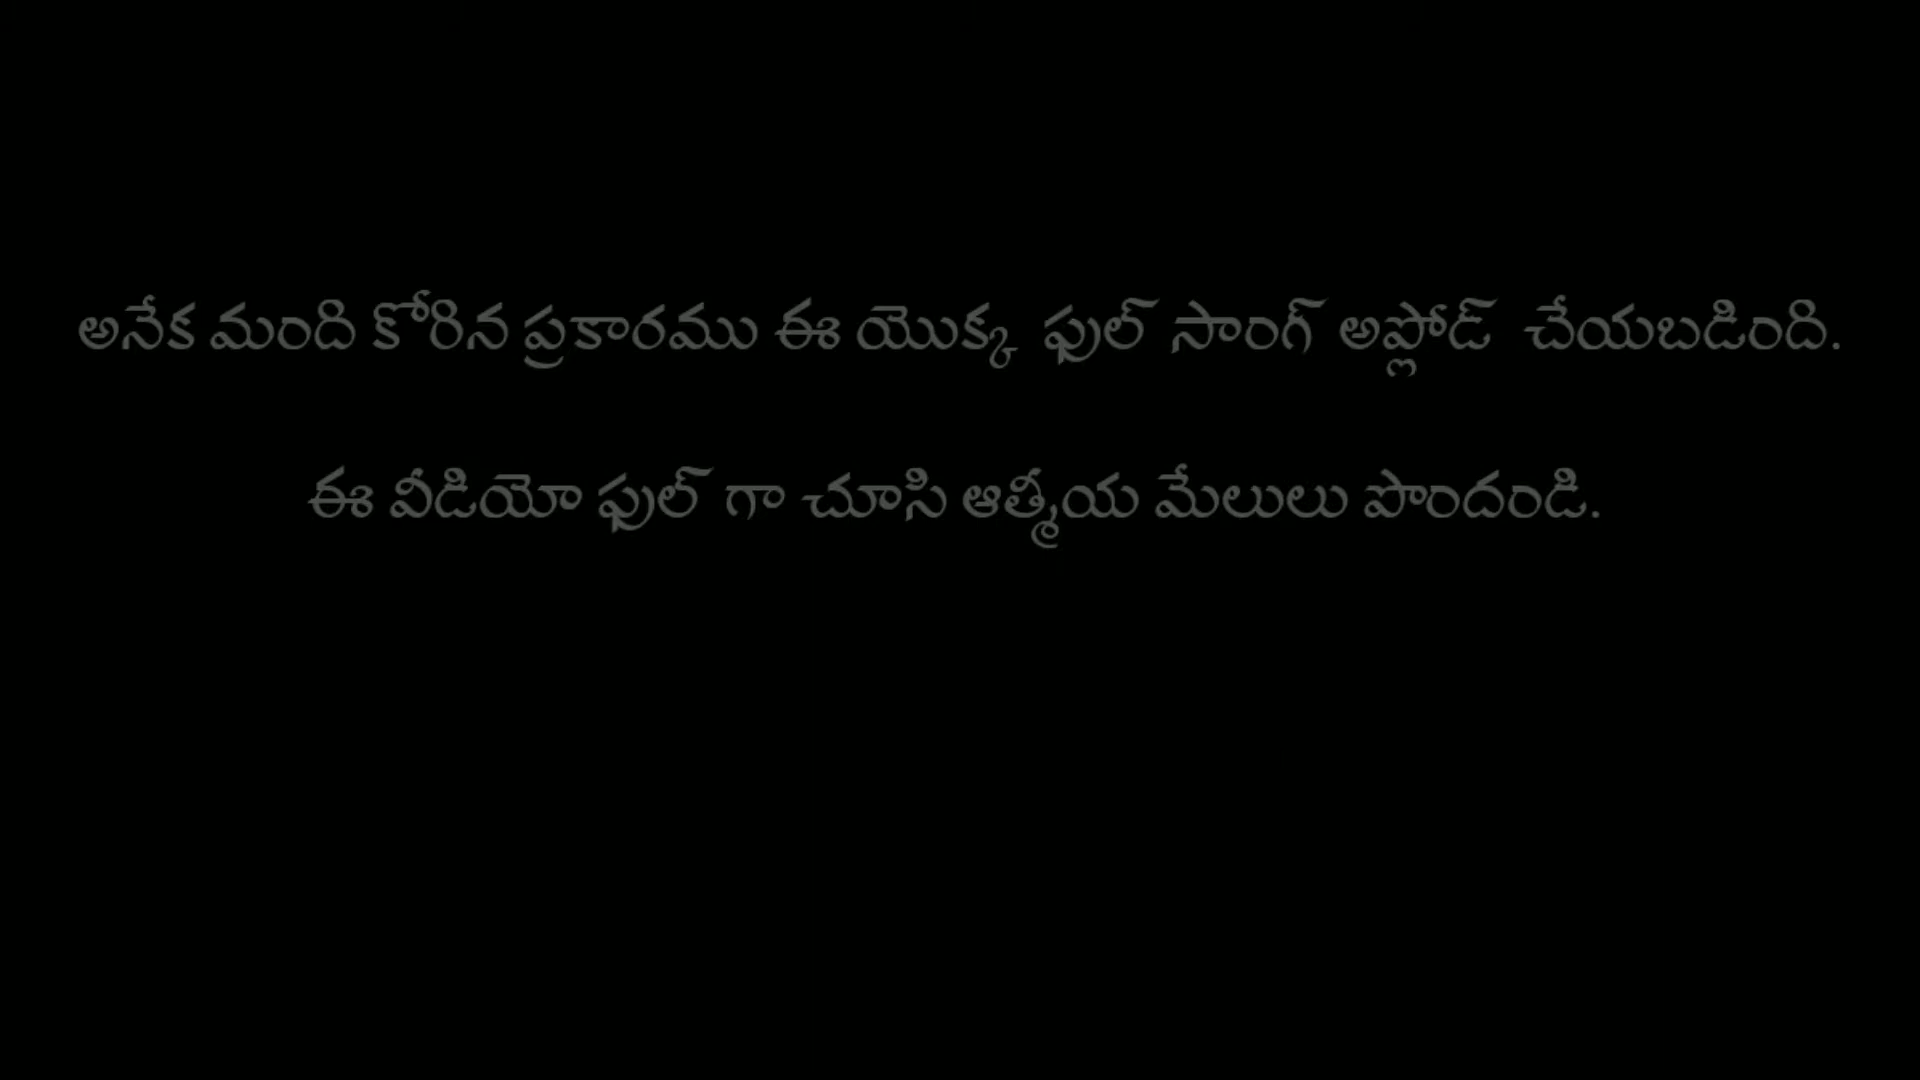 అనేక మంది కోరిన ప్రకారము ఈ యొక్క ఫుల్ సాంగ్ అప్లోడ్ చేయబడింది.
ఈ వీడియో ఫుల్ గా చూసి ఆత్మీయ మేలులు పొందండి.